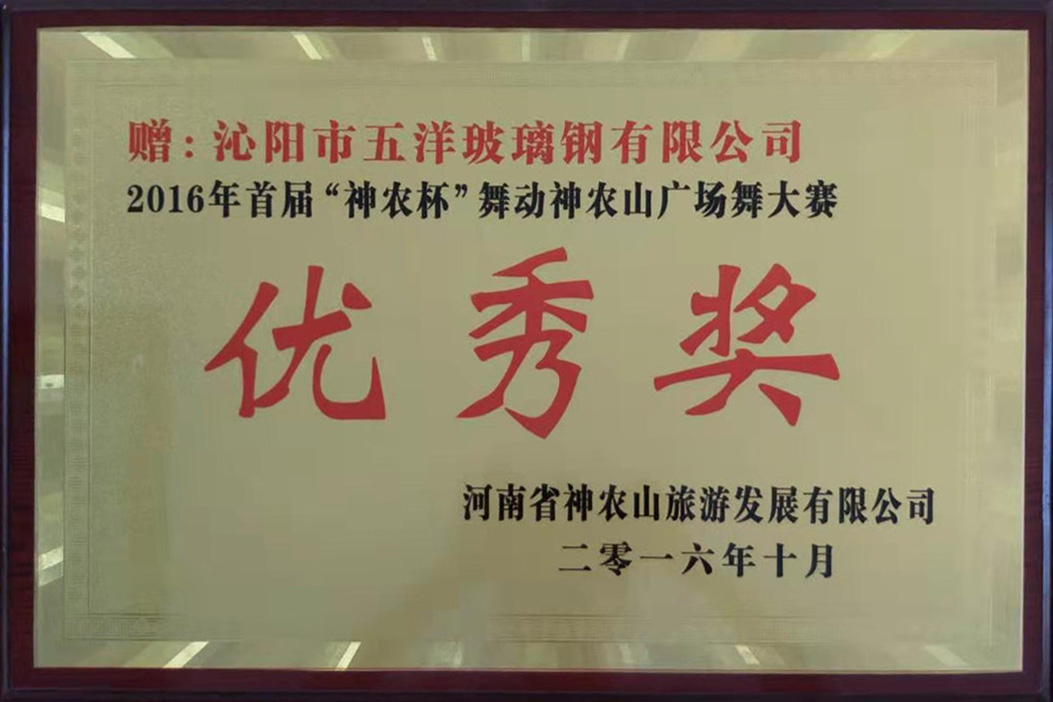 赠：沁阳市五洋玻璃钢有限公司
2016年首届“神农杯”舞动神农山广场舞大赛
优秀奖
河南省神农山旅游发展有限公司
二零一六年十月